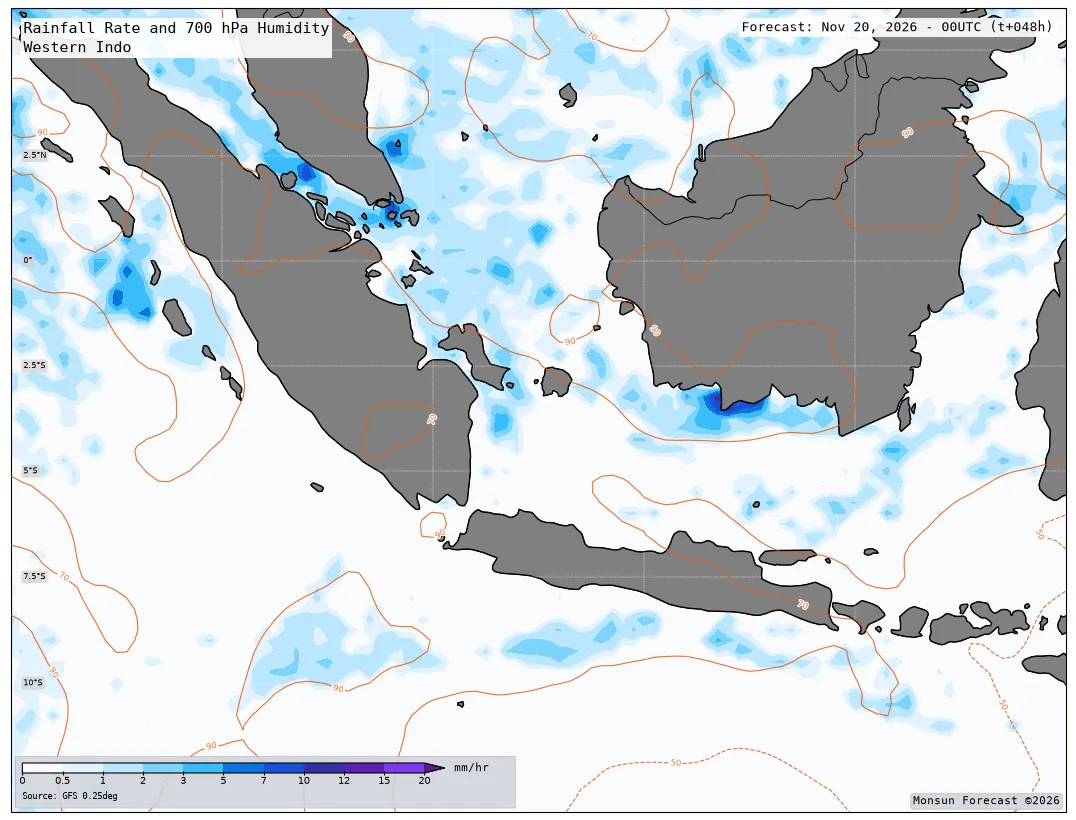 Rainfall Rate and 700 hPa Humidity
Western Indo
Forecast: Nov 20, 2026 - 00UTC (t+048h)
90
70
90
90
2.5°N
0°
90
90
2.5°S
70
5°S
90
50
7.5°S
70
70
90
10°S
90
50
90
50
mm/hr
0 0.5 1 2 3 5 7 10 12 15 20
Source: GFS 0.25deg
Monsun Forecast ©2026